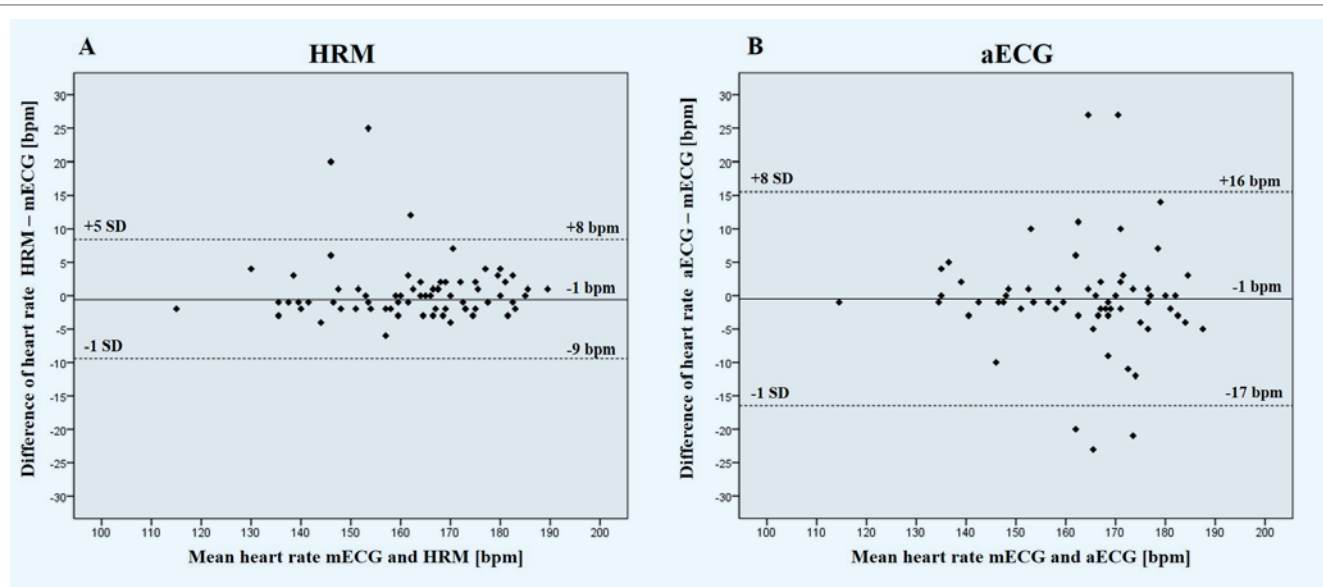 A
HRM
Difference of heart rate HRM – mECG [bpm]
30
25
20
15
10
5
0
-5
-10
-15
-20
-25
-30
+5 SD
+8 bpm
-1 bpm
-1 SD
-9 bpm
100
110
120
130
140
150
160
170
180
190
200
Mean heart rate mECG and HRM [bpm]
B
aECG
Difference of heart rate aECG – mECG [bpm]
30
25
20
15
10
5
0
-5
-10
-15
-20
-25
-30
+8 SD
+16 bpm
-1 bpm
-1 SD
-17 bpm
100
110
120
130
140
150
160
170
180
190
200
Mean heart rate mECG and aECG [bpm]